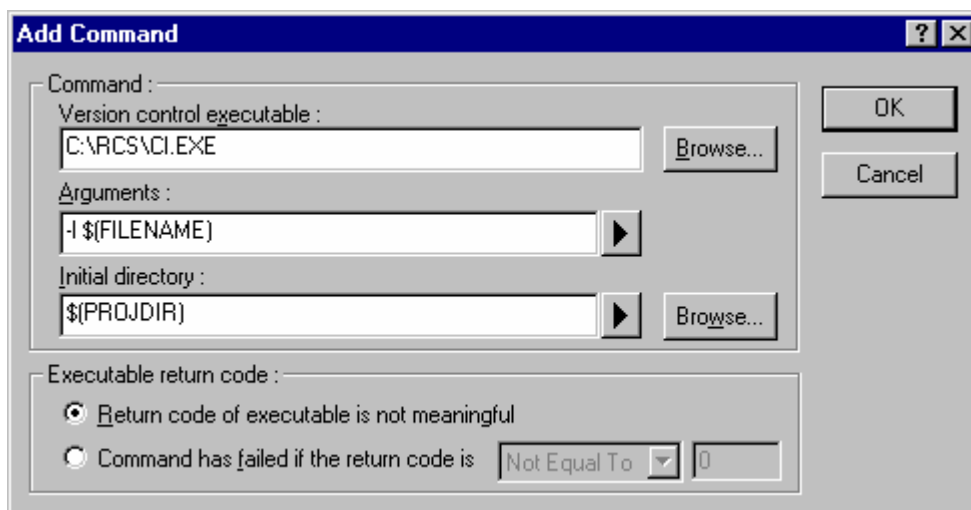 Add Command
Command :
Version control executable :
C:\RCS\CI.EXE
Browse...
Arguments :
-l $(FILENAME)
Initial directory :
$(PROJDIR)
Browse...
OK
Cancel
Executable return code :
Return code of executable is not meaningful
Command has failed if the return code is Not Equal To 0